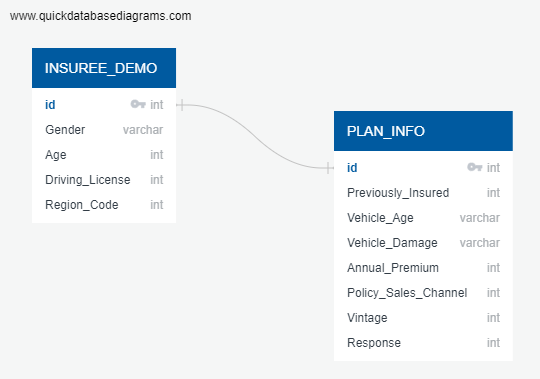 www.quickdatabasediagrams.com
INSUREE_DEMO
id int
Gender varchar
Age int
Driving_License int
Region_Code int
PLAN_INFO
id int
Previously_Insured int
Vehicle_Age varchar
Vehicle_Damage varchar
Annual_Premium int
Policy_Sales_Channel int
Vintage int
Response int